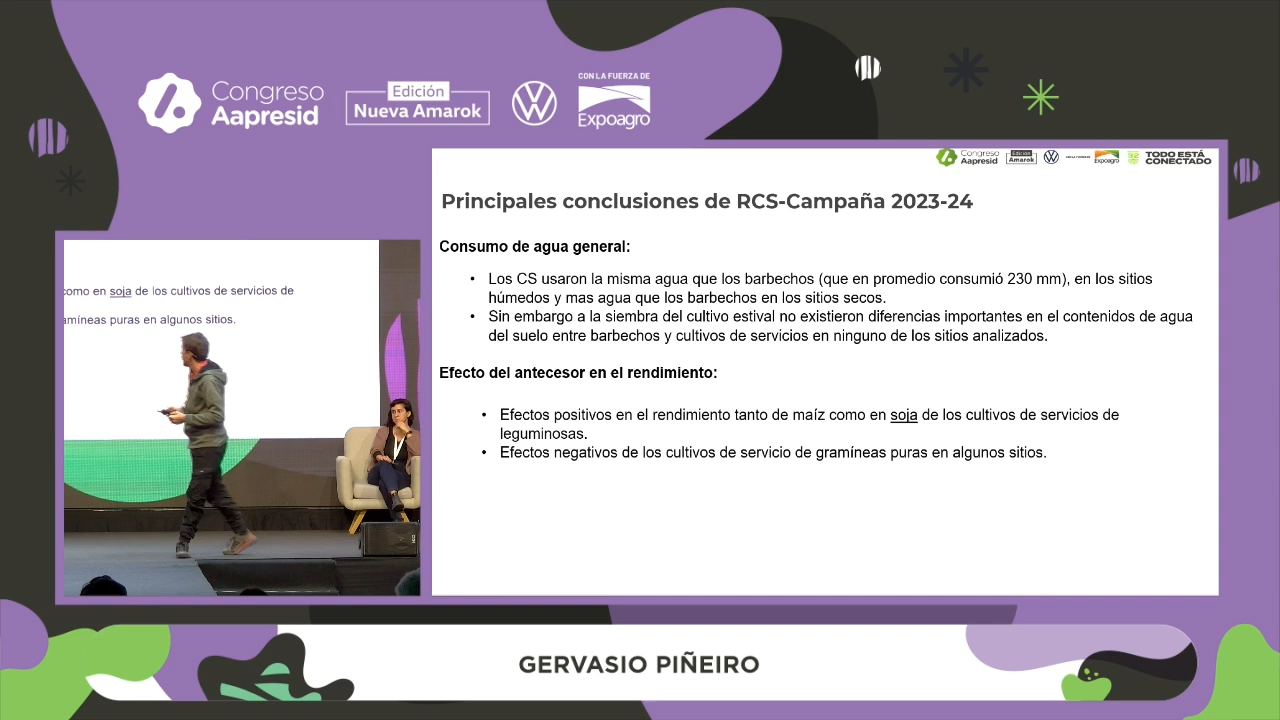 CON LA FUERZA DE
Congreso
Aapresid
Edición
Nueva Amarok
Expoagro
Congreso
Aapresid
Edición
Amarok
Expoagro
TODO ESTÁ
CONECTADO
Principales conclusiones de RCS-Campaña 2023-24
Consumo de agua general:
• Los CS usaron la misma agua que los barbechos (que en promedio consumió 230 mm), en los sitios
húmedos y mas agua que los barbechos en los sitios secos.
• Sin embargo a la siembra del cultivo estival no existieron diferencias importantes en el contenidos de agua
del suelo entre barbechos y cultivos de servicios en ninguno de los sitios analizados.
Efecto del antecesor en el rendimiento:
• Efectos positivos en el rendimiento tanto de maíz como en soja de los cultivos de servicios de
leguminosas.
• Efectos negativos de los cultivos de servicio de gramíneas puras en algunos sitios.
como en soja de los cultivos de servicios de
gramíneas puras en algunos sitios.
GERVASIO PIÑEIRO